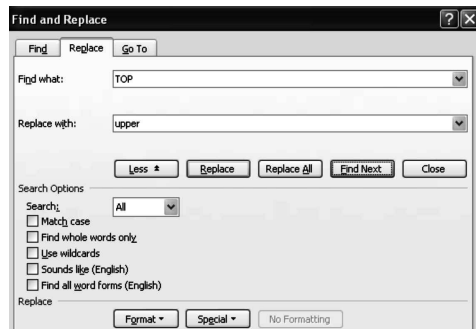 Find and Replace
Find Replace Go To
Find what: TOP
Replace with: upper
Less Replace Replace All Find Next Close
Search Options
Search: All
Match case
Find whole words only
Use wildcards
Sounds like (English)
Find all word forms (English)
Replace
Format Special No Formatting